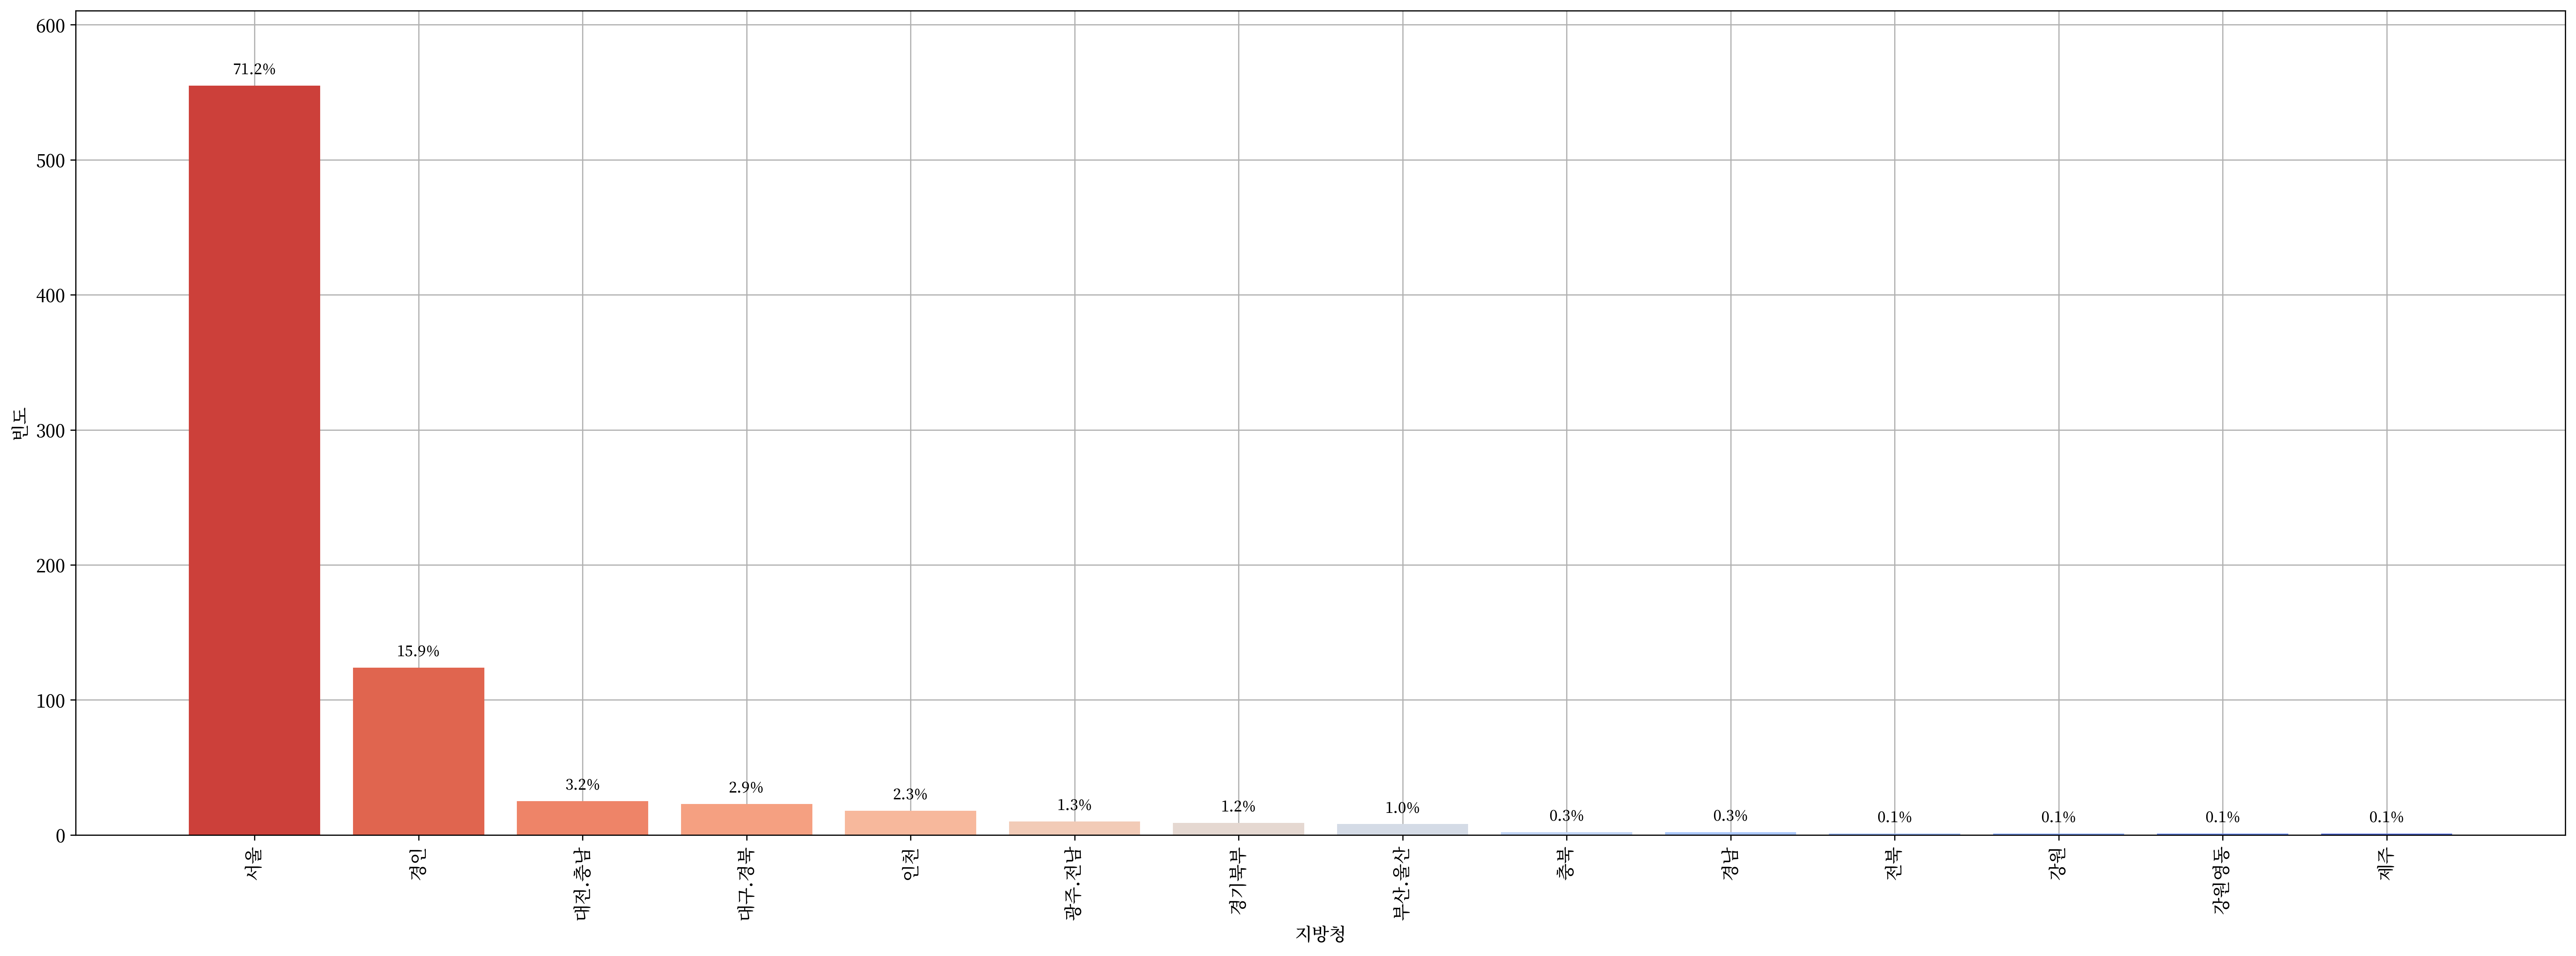 600
500
400
300
200
100
0
빈도
71.2%
15.9%
3.2%
2.9%
2.3%
1.3%
1.2%
1.0%
0.3%
0.3%
0.1%
0.1%
0.1%
0.1%
서울
경인
대전.충남
대구.경북
인천
광주.전남
경기북부
부산.울산
충북
경남
전북
강원
강원영동
제주
지방청